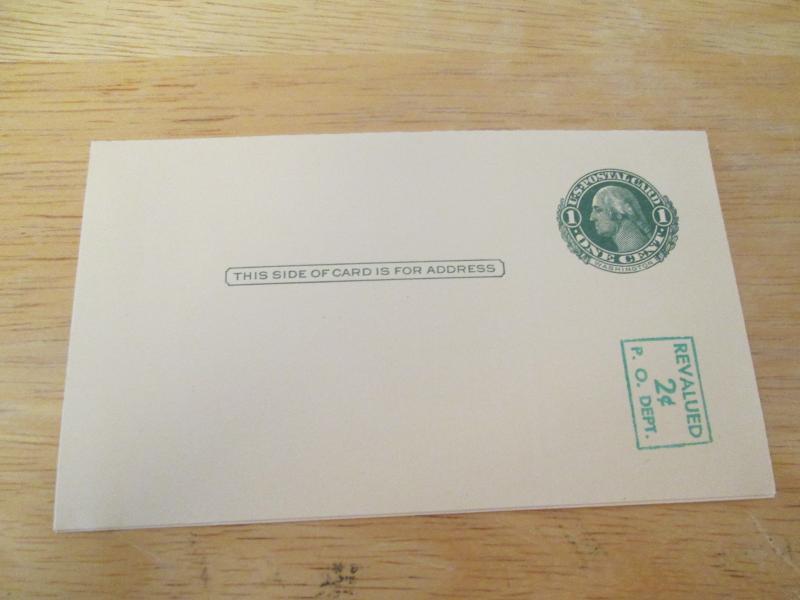 U·S·POSTAL CARD
1 1
·ONE CENT·
WASHINGTON
THIS SIDE OF CARD IS FOR ADDRESS
REVALUED
2¢
P. O. DEPT.